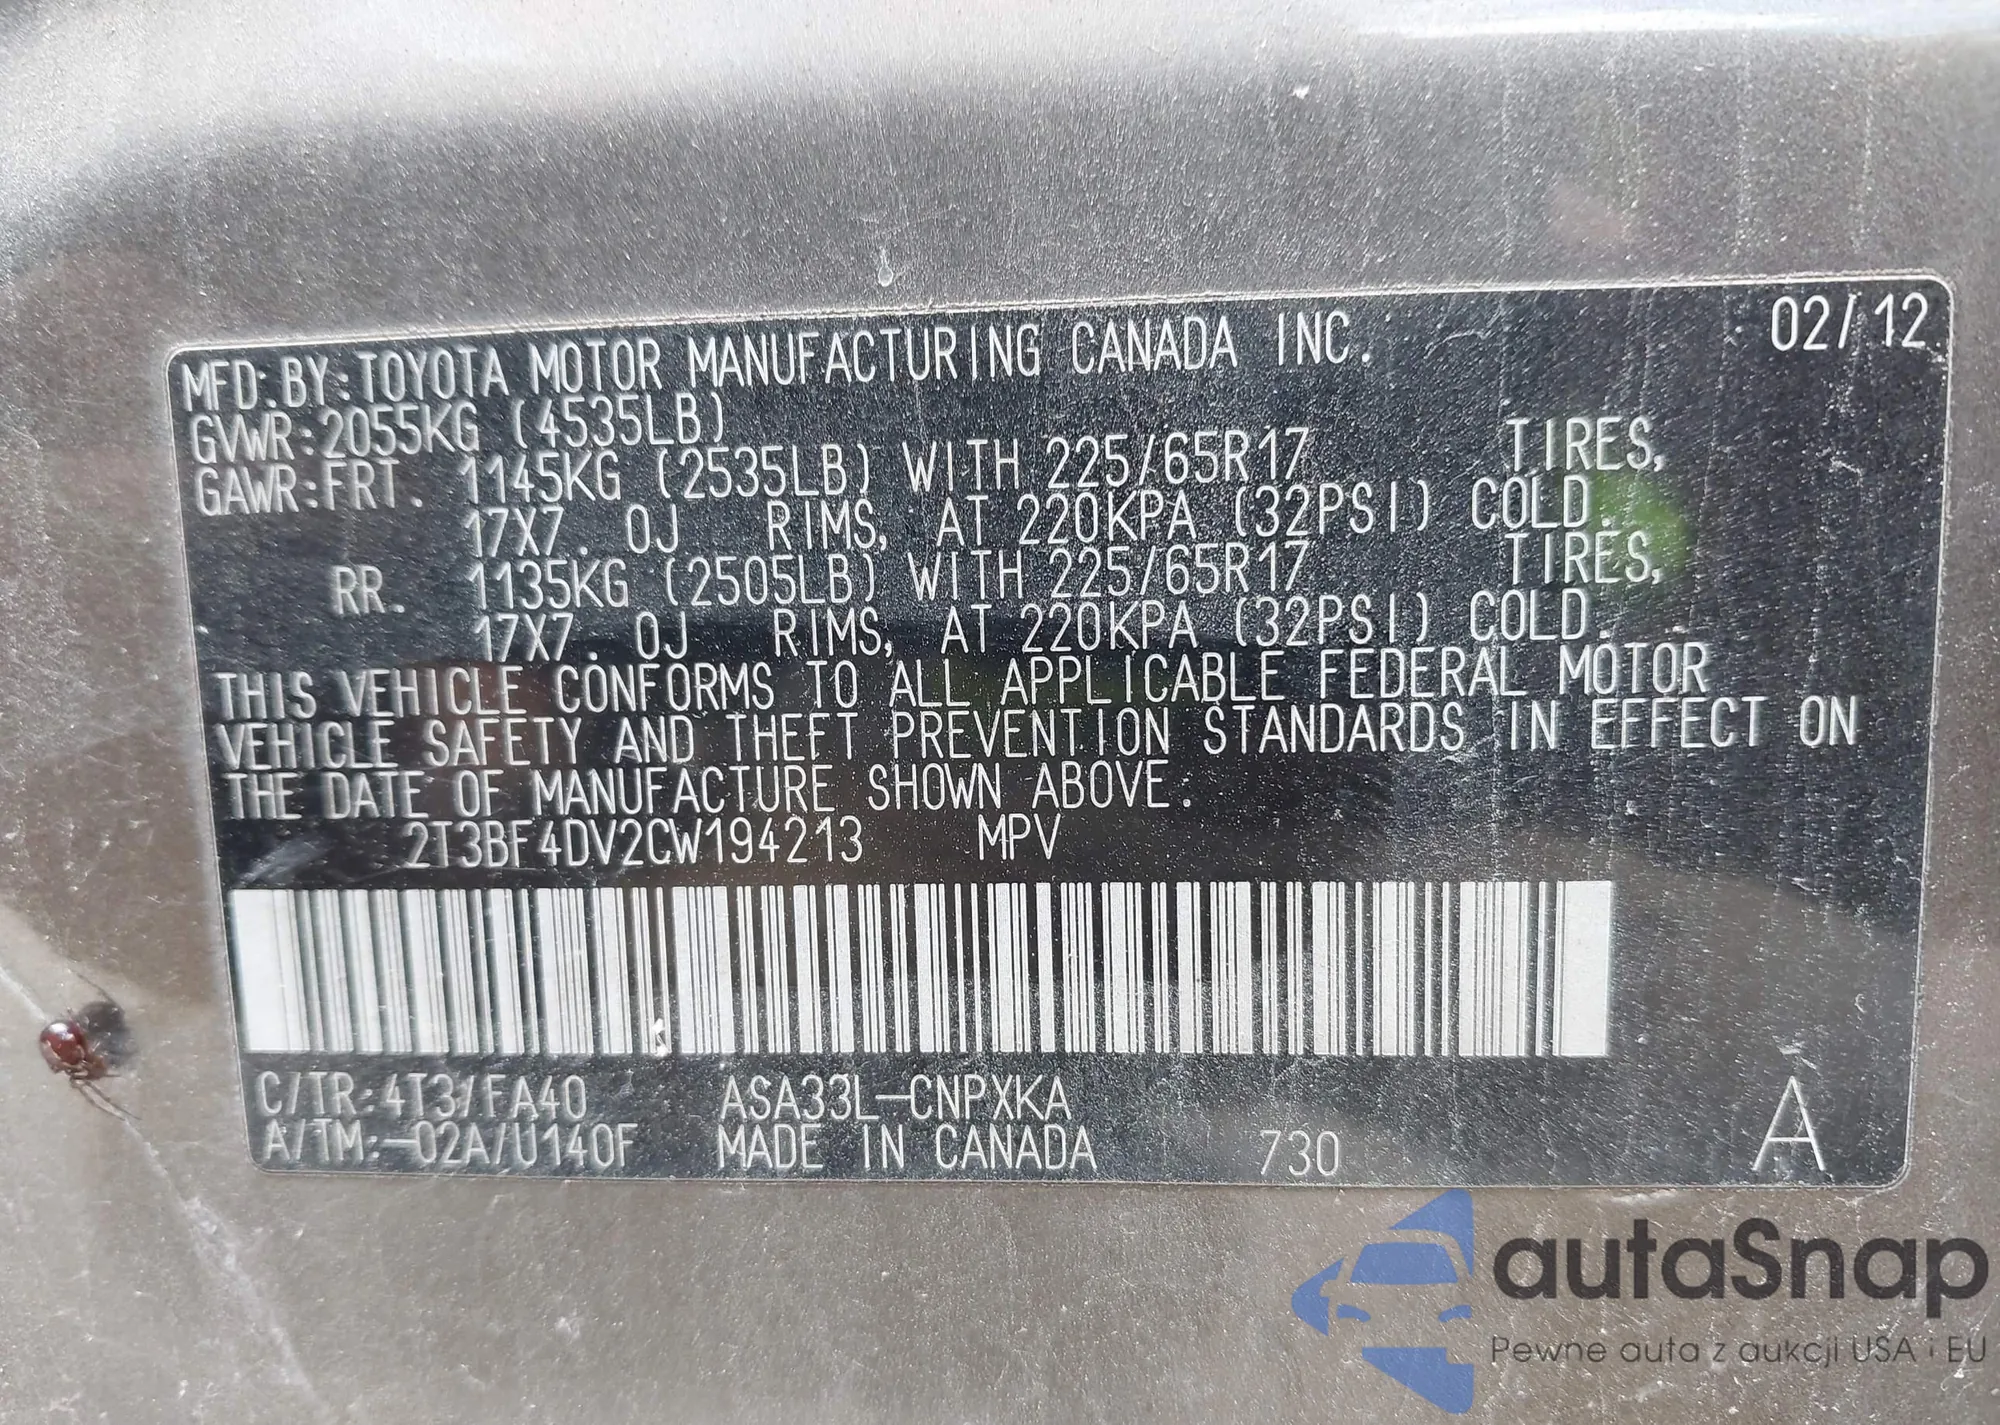 02/12
MFD. BY: TOYOTA MOTOR MANUFACTURING CANADA INC.
GVWR: 2055KG (4535LB)
GAWR: FRT. 1145KG (2535LB) WITH 225/65R17 TIRES,
17X7.0J RIMS, AT 220KPA (32PSI) COLD.
RR. 1135KG (2505LB) WITH 225/65R17 TIRES,
17X7.0J RIMS, AT 220KPA (32PSI) COLD.
THIS VEHICLE CONFORMS TO ALL APPLICABLE FEDERAL MOTOR
VEHICLE SAFETY AND THEFT PREVENTION STANDARDS IN EFFECT ON
THE DATE OF MANUFACTURE SHOWN ABOVE.
2T3BF4DV2CW194213 MPV
C/TR: 4T3/FA40 ASA33L-CNPXKA
A/TM: -02A/U140F MADE IN CANADA 730 A
autaSnap
Pewne auta z aukcji USA i EU